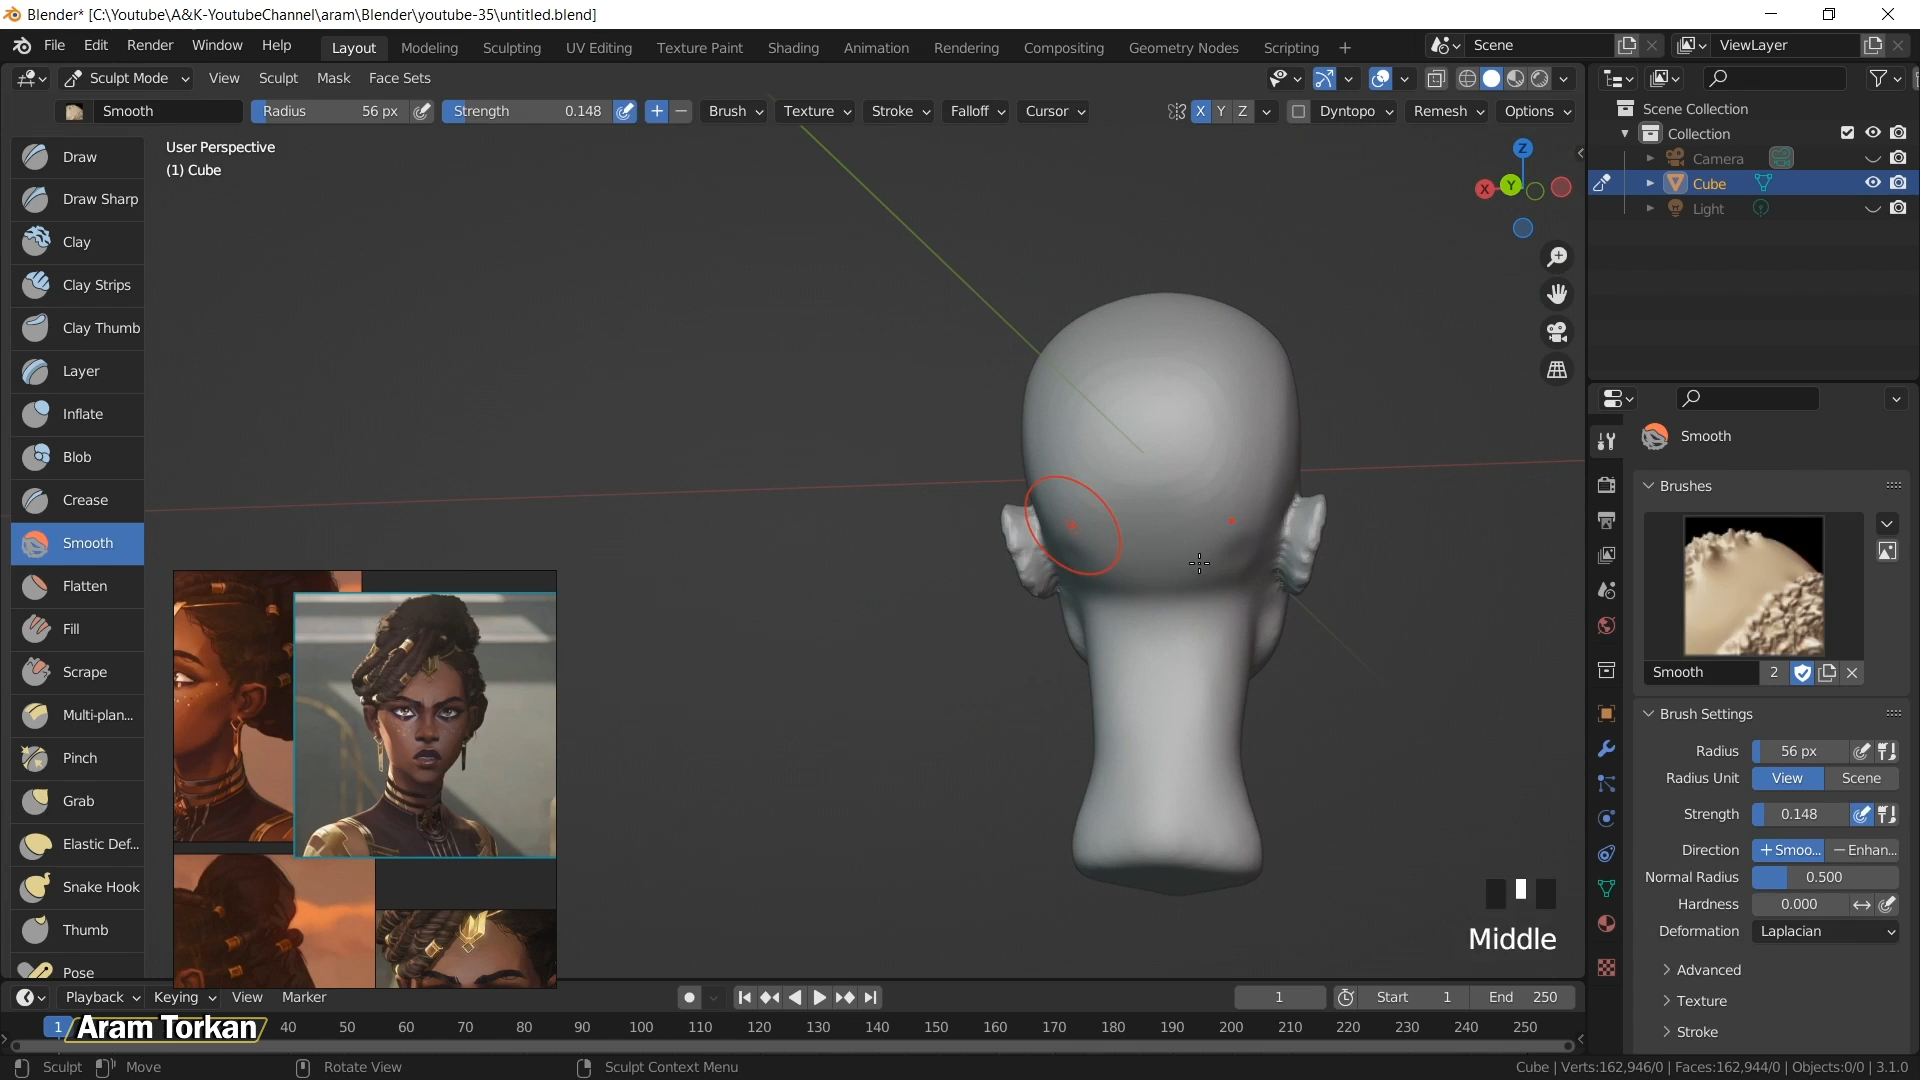 Blender* [C:\Youtube\A&K-YoutubeChannel\aram\Blender\youtube-35\untitled.blend]
File Edit Render Window Help Layout Modeling Sculpting UV Editing Texture Paint Shading Animation Rendering Compositing Geometry Nodes Scripting + Scene ViewLayer
Sculpt Mode View Sculpt Mask Face Sets
Smooth Radius 56 px Strength 0.148 + − Brush Texture Stroke Falloff Cursor X Y Z Dyntopo Remesh Options
User Perspective
(1) Cube
Z
X Y
Draw
Draw Sharp
Clay
Clay Strips
Clay Thumb
Layer
Inflate
Blob
Crease
Smooth
Flatten
Fill
Scrape
Multi-plan...
Pinch
Grab
Elastic Def...
Snake Hook
Thumb
Pose
Middle
Scene Collection
Collection
Camera
Cube
Light
Smooth
Brushes
Smooth 2
Brush Settings
Radius 56 px
Radius Unit View Scene
Strength 0.148
Direction +Smoo... −Enhan...
Normal Radius 0.500
Hardness 0.000
Deformation Laplacian
Advanced
Texture
Stroke
Playback Keying View Marker 1 Start 1 End 250
1 Aram Torkan 40 50 60 70 80 90 100 110 120 130 140 150 160 170 180 190 200 210 220 230 240 250
Sculpt Move Rotate View Sculpt Context Menu Cube | Verts:162,946/0 | Faces:162,944/0 | Objects:0/0 | 3.1.0